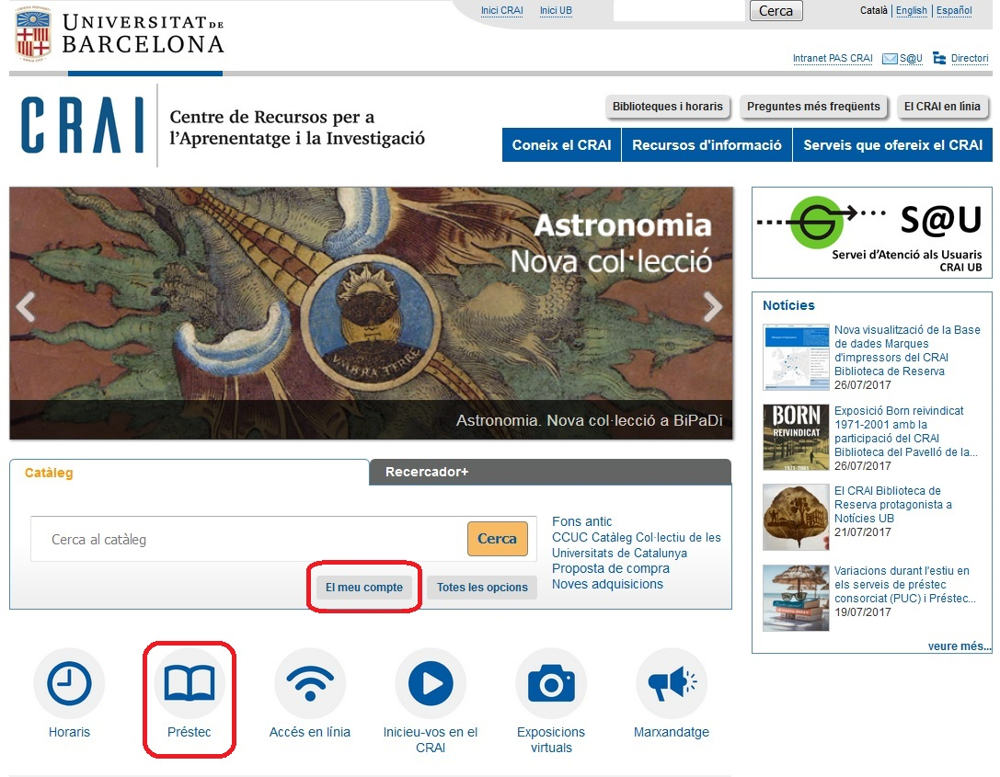 UNIVERSITAT DE
BARCELONA
Inici CRAI
Inici UB
Cerca
Català | English | Español
Intranet PAS CRAI
S@U
Directori
CRAI
Centre de Recursos per a
l'Aprenentatge i la Investigació
Biblioteques i horaris
Preguntes més freqüents
El CRAI en línia
Coneix el CRAI
Recursos d'informació
Serveis que ofereix el CRAI
Astronomia
Nova col·lecció
Astronomia. Nova col·lecció a BiPaDi
S@U
Servei d'Atenció als Usuaris
CRAI UB
Notícies
Nova visualització de la Base
de dades Marques
d'impressors del CRAI
Biblioteca de Reserva
26/07/2017
BORN
REIVINDICAT
1971-2001
Exposició Born reivindicat
1971-2001 amb la
participació del CRAI
Biblioteca del Pavelló de la...
26/07/2017
El CRAI Biblioteca de
Reserva protagonista a
Notícies UB
21/07/2017
Variacions durant l'estiu en
els serveis de préstec
consorciat (PUC) i Préstec...
19/07/2017
veure més...
Catàleg
Recercador+
Cerca al catàleg
Cerca
El meu compte
Totes les opcions
Fons antic
CCUC Catàleg Col·lectiu de les
Universitats de Catalunya
Proposta de compra
Noves adquisicions
Horaris
Préstec
Accés en línia
Inicieu-vos en el
CRAI
Exposicions
virtuals
Marxandatge